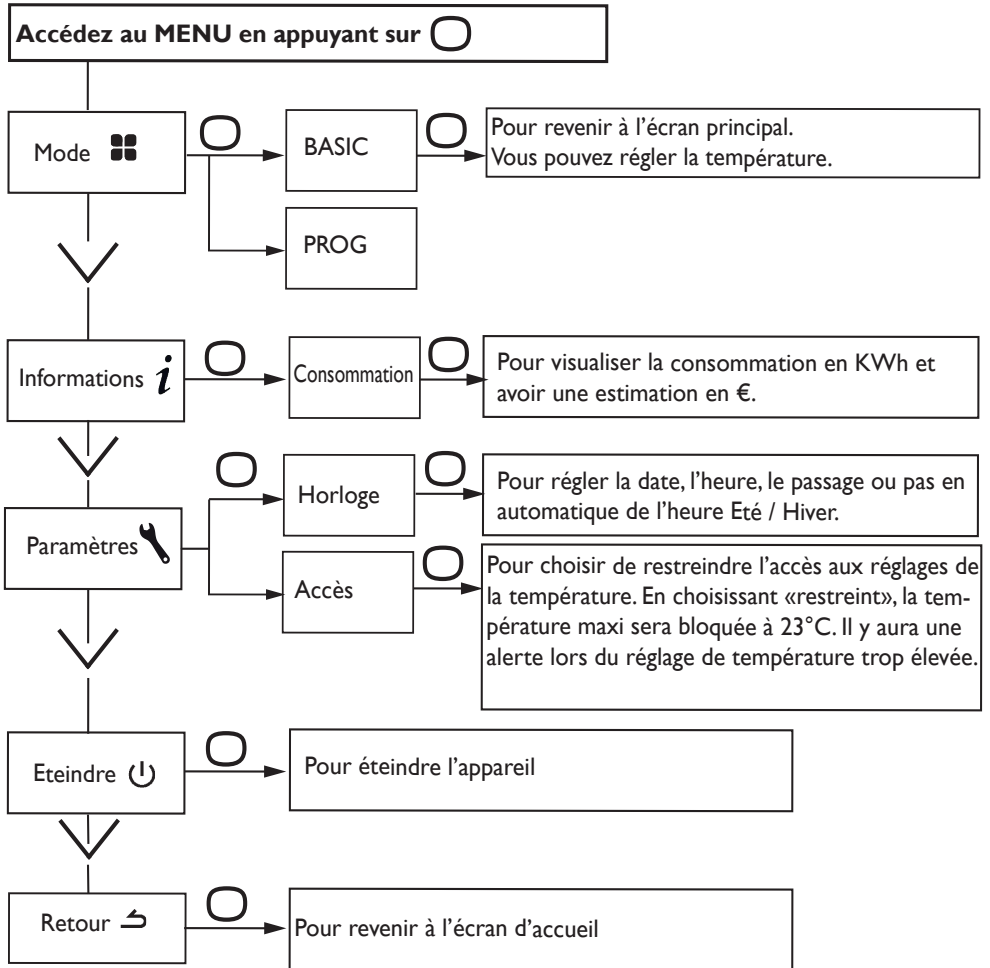 Accédez au MENU en appuyant sur
Mode
BASIC
Pour revenir à l'écran principal.
Vous pouvez régler la température.
PROG
Informations i
Consommation
Pour visualiser la consommation en KWh et
avoir une estimation en €.
Paramètres
Horloge
Pour régler la date, l'heure, le passage ou pas en
automatique de l'heure Eté / Hiver.
Accès
Pour choisir de restreindre l'accès aux réglages de
la température. En choisissant «restreint», la tem-
pérature maxi sera bloquée à 23°C. Il y aura une
alerte lors du réglage de température trop élevée.
Eteindre
Pour éteindre l'appareil
Retour
Pour revenir à l'écran d'accueil